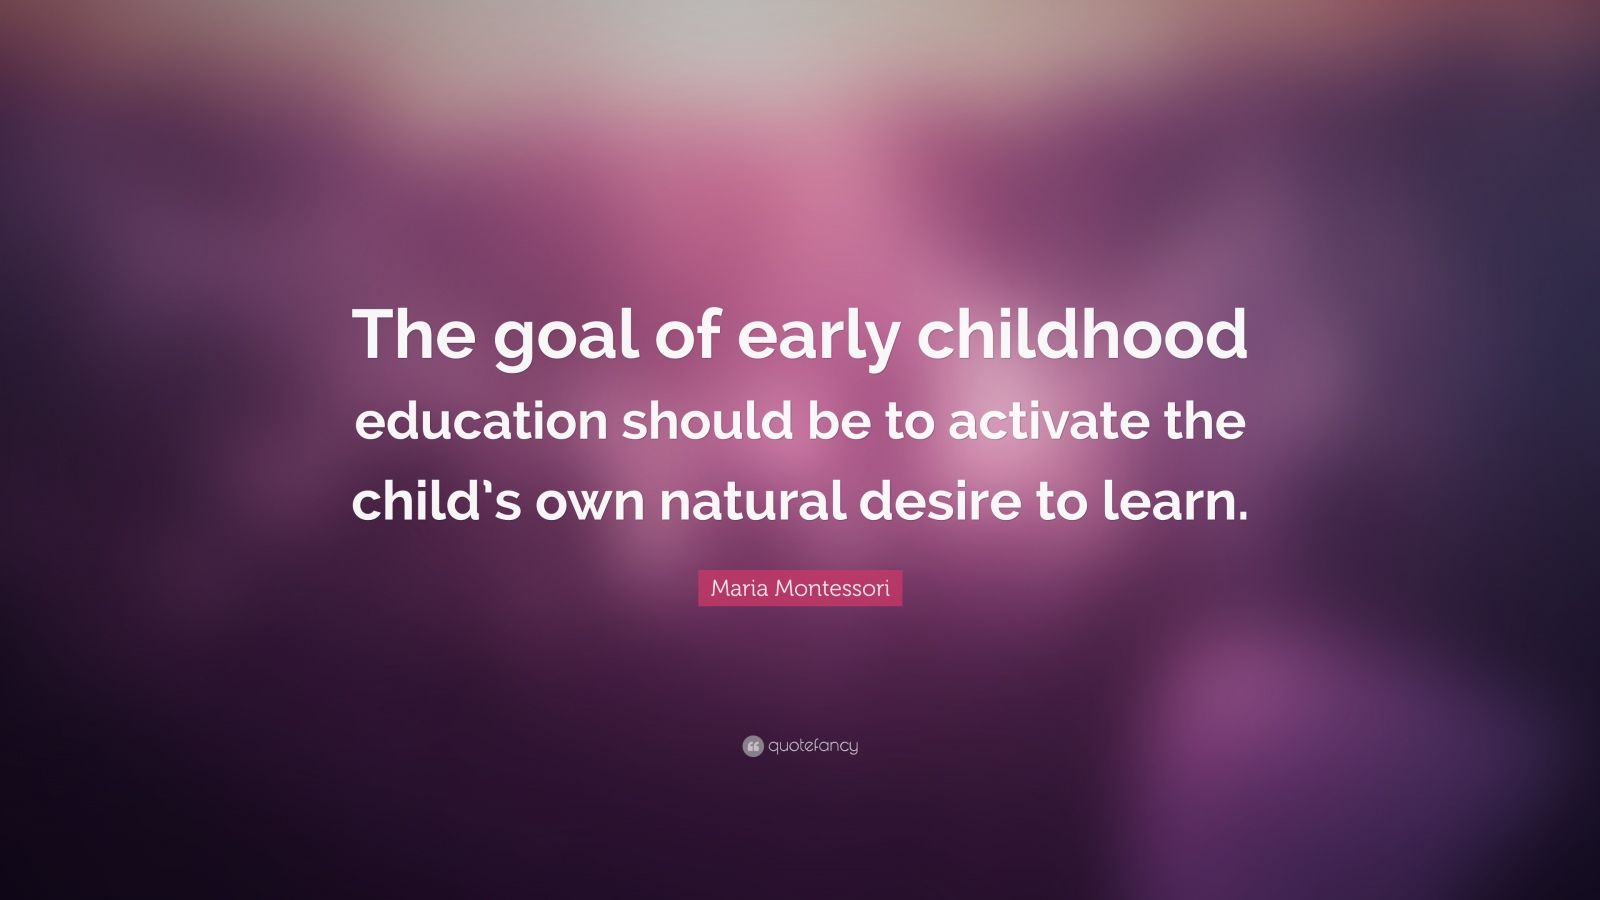 The goal of early childhood
education should be to activate the
child’s own natural desire to learn.
Maria Montessori
quotefancy